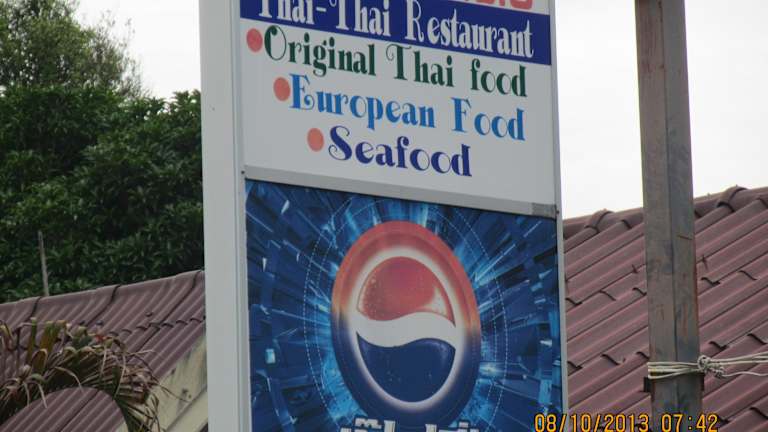 Thai-Thai Restaurant
Original Thai food
European Food
Seafood
08/10/2013 07:42